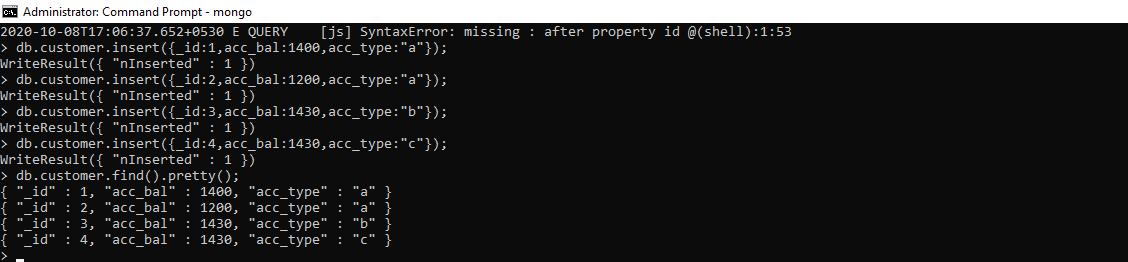 Administrator: Command Prompt - mongo
2020-10-08T17:06:37.652+0530 E QUERY    [js] SyntaxError: missing : after property id @(shell):1:53
> db.customer.insert({_id:1,acc_bal:1400,acc_type:"a"});
WriteResult({ "nInserted" : 1 })
> db.customer.insert({_id:2,acc_bal:1200,acc_type:"a"});
WriteResult({ "nInserted" : 1 })
> db.customer.insert({_id:3,acc_bal:1430,acc_type:"b"});
WriteResult({ "nInserted" : 1 })
> db.customer.insert({_id:4,acc_bal:1430,acc_type:"c"});
WriteResult({ "nInserted" : 1 })
> db.customer.find().pretty();
{ "_id" : 1, "acc_bal" : 1400, "acc_type" : "a" }
{ "_id" : 2, "acc_bal" : 1200, "acc_type" : "a" }
{ "_id" : 3, "acc_bal" : 1430, "acc_type" : "b" }
{ "_id" : 4, "acc_bal" : 1430, "acc_type" : "c" }
>